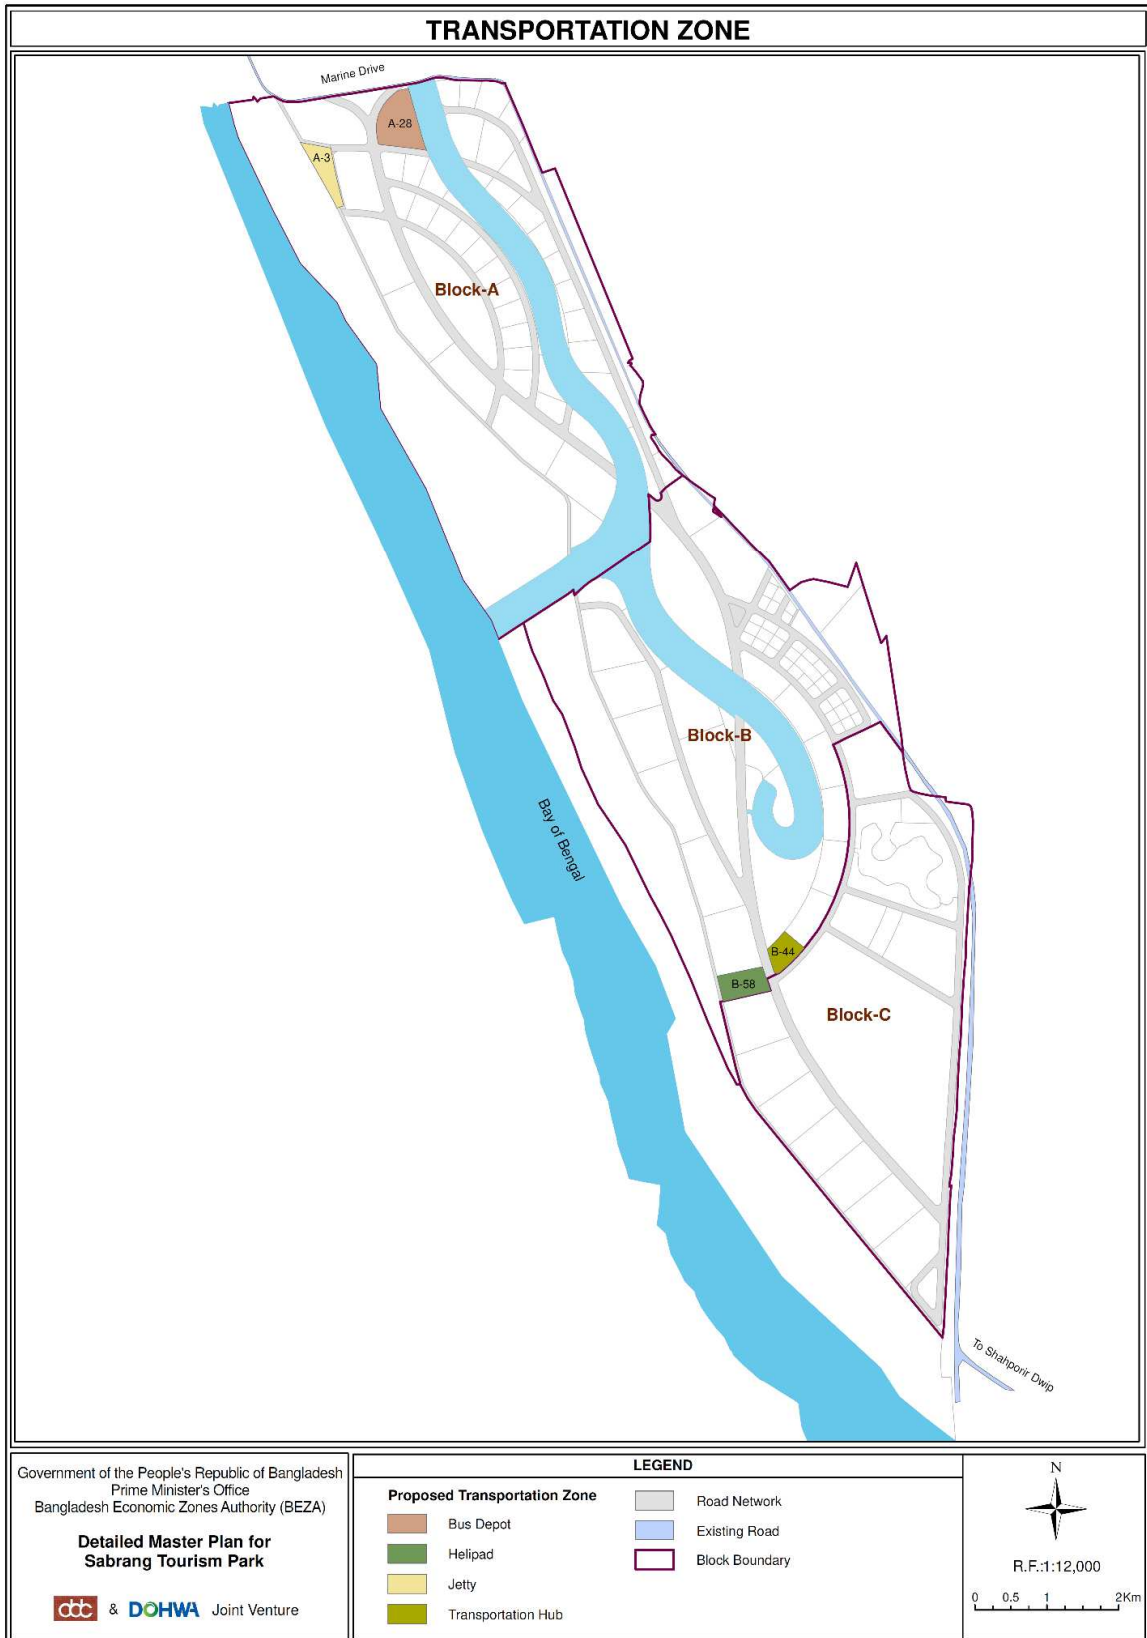 TRANSPORTATION ZONE
Marine Drive
A-28
A-3
Block-A
Block-B
Bay of Bengal
B-44
B-58
Block-C
To Shahporir Dwip
Government of the People's Republic of Bangladesh
Prime Minister's Office
Bangladesh Economic Zones Authority (BEZA)
Detailed Master Plan for
Sabrang Tourism Park
& DOHWA Joint Venture
LEGEND
Proposed Transportation Zone
Bus Depot
Helipad
Jetty
Transportation Hub
Road Network
Existing Road
Block Boundary
N
R.F.:1:12,000
0 0.5 1 2Km